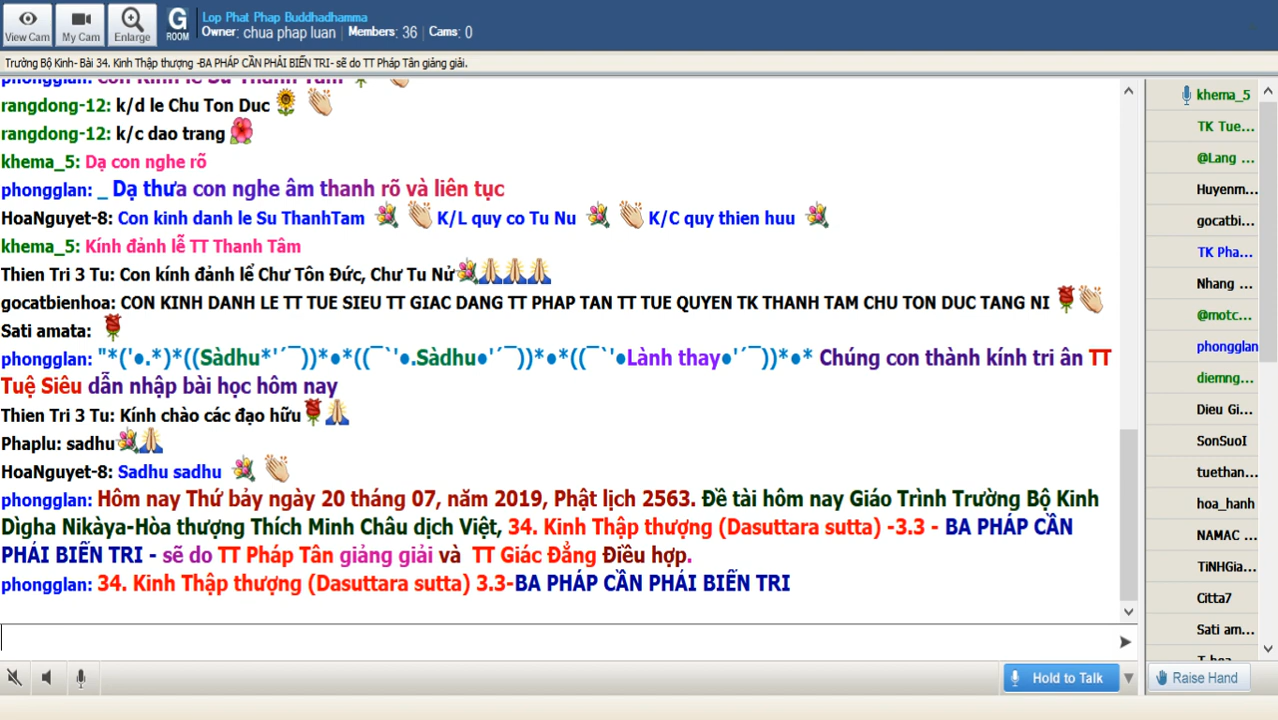 Lop Phat Phap Buddhadhamma
Owner: chua phap luan | Members: 36 | Cams: 0
View Cam
My Cam
Enlarge
G
ROOM
Trường Bộ Kinh- Bài 34. Kinh Thập thượng -BA PHÁP CẦN PHẢI BIẾN TRI- sẽ do TT Pháp Tân giảng giải.
rangdong-12: k/d le Chu Ton Duc
rangdong-12: k/c dao trang
khema_5: Dạ con nghe rõ
phongglan: _ Dạ thưa con nghe âm thanh rõ và liên tục
HoaNguyet-8: Con kinh danh le Su ThanhTam K/L quy co Tu Nu K/C quy thien huu
khema_5: Kính đảnh lễ TT Thanh Tâm
Thien Tri 3 Tu: Con kính đảnh lể Chư Tôn Đức, Chư Tu Nử
gocatbienhoa: CON KINH DANH LE TT TUE SIEU TT GIAC DANG TT PHAP TAN TT TUE QUYEN TK THANH TAM CHU TON DUC TANG NI
Sati amata:
phongglan: "*('●.*)*((Sàdhu*'´¯))*●*((¯`'●.Sàdhu●'´¯))*●*((¯`'●Lành thay●'´¯))*●* Chúng con thành kính tri ân TT
Tuệ Siêu dẫn nhập bài học hôm nay
Thien Tri 3 Tu: Kính chào các đạo hữu
Phaplu: sadhu
HoaNguyet-8: Sadhu sadhu
phongglan: Hôm nay Thứ bảy ngày 20 tháng 07, năm 2019, Phật lịch 2563. Đề tài hôm nay Giáo Trình Trường Bộ Kinh
Dìgha Nikàya-Hòa thượng Thích Minh Châu dịch Việt, 34. Kinh Thập thượng (Dasuttara sutta) -3.3 - BA PHÁP CẦN
PHẢI BIẾN TRI - sẽ do TT Pháp Tân giảng giải và TT Giác Đẳng Điều hợp.
phongglan: 34. Kinh Thập thượng (Dasuttara sutta) 3.3-BA PHÁP CẦN PHẢI BIẾN TRI
Hold to Talk
khema_5
TK Tue...
@Lang ...
Huyenm...
gocatbi...
TK Pha...
Nhang ...
@motc...
phongglan
diemng...
Dieu Gi...
SonSuoI
tuethan...
hoa_hanh
NAMAC ...
TiNHGia...
Citta7
Sati am...
Raise Hand